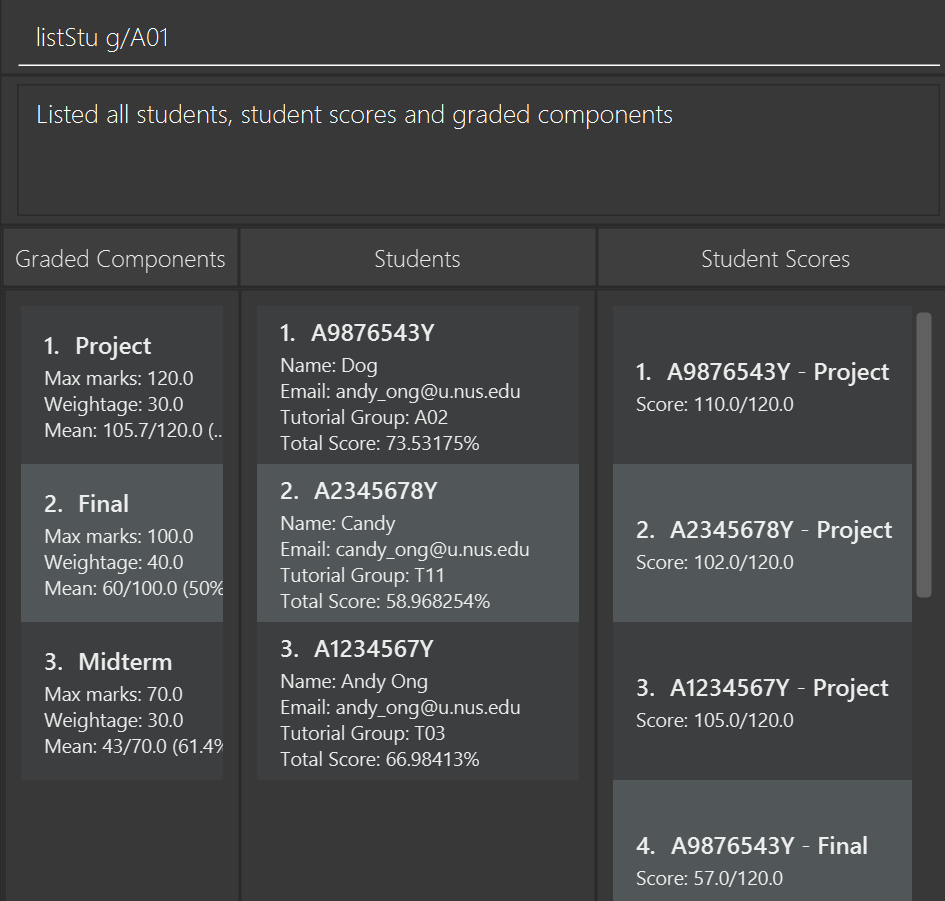 listStu g/A01
Listed all students, student scores and graded components
Graded Components
Students
Student Scores
1. Project
Max marks: 120.0
Weightage: 30.0
Mean: 105.7/120.0 (..
2. Final
Max marks: 100.0
Weightage: 40.0
Mean: 60/100.0 (50%
3. Midterm
Max marks: 70.0
Weightage: 30.0
Mean: 43/70.0 (61.4%
1. A9876543Y
Name: Dog
Email: andy_ong@u.nus.edu
Tutorial Group: A02
Total Score: 73.53175%
2. A2345678Y
Name: Candy
Email: candy_ong@u.nus.edu
Tutorial Group: T11
Total Score: 58.968254%
3. A1234567Y
Name: Andy Ong
Email: andy_ong@u.nus.edu
Tutorial Group: T03
Total Score: 66.98413%
1. A9876543Y - Project
Score: 110.0/120.0
2. A2345678Y - Project
Score: 102.0/120.0
3. A1234567Y - Project
Score: 105.0/120.0
4. A9876543Y - Final
Score: 57.0/120.0